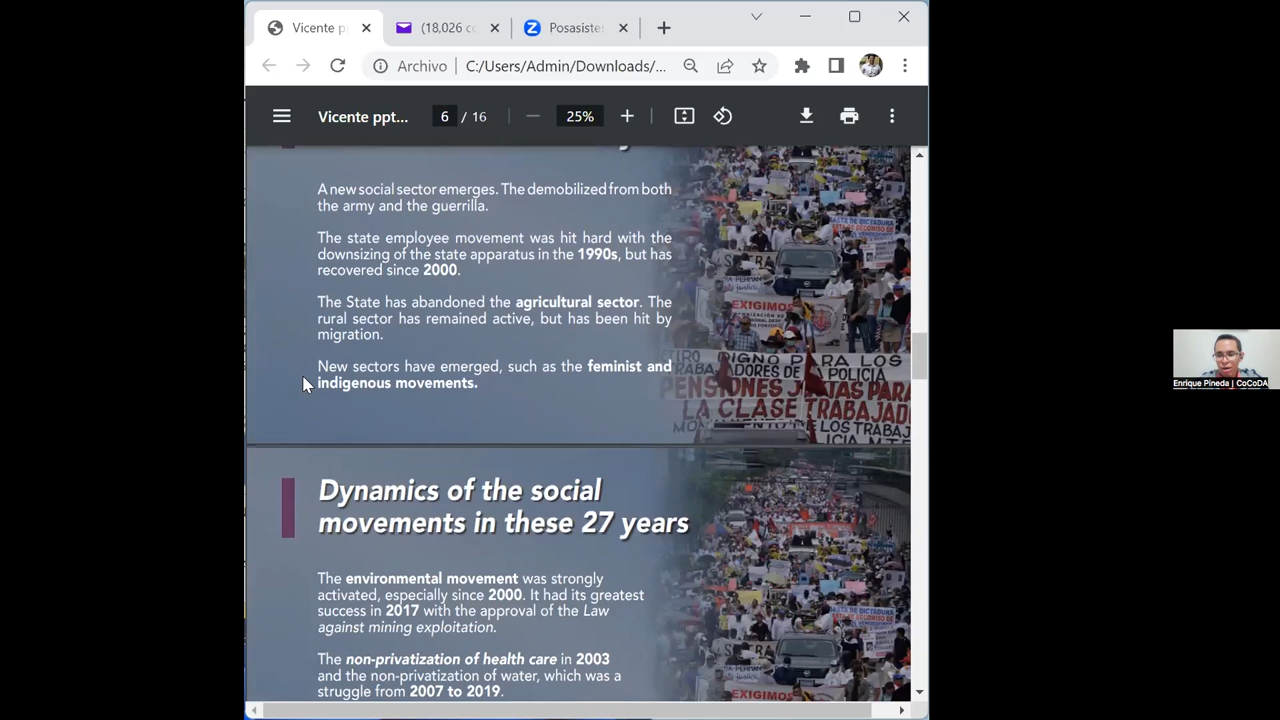 Vicente p
(18,026 c
Posasiste
Archivo
C:/Users/Admin/Downloads/...
Vicente ppt...
6 / 16
25%
A new social sector emerges. The demobilized from both
the army and the guerrilla.
The state employee movement was hit hard with the
downsizing of the state apparatus in the 1990s, but has
recovered since 2000.
The State has abandoned the agricultural sector. The
rural sector has remained active, but has been hit by
migration.
New sectors have emerged, such as the feminist and
indigenous movements.
EXIGIMOS
DIGNO PARA LOS
ADORES DE POLICIA
PENSIONES PARA
LA CLASE TRABAJADO
LOS TRABAJ
Dynamics of the social
movements in these 27 years
The environmental movement was strongly
activated, especially since 2000. It had its greatest
success in 2017 with the approval of the Law
against mining exploitation.
The non-privatization of health care in 2003
and the non-privatization of water, which was a
struggle from 2007 to 2019.
EXIGIMOS
Enrique Pineda | CoCoDA